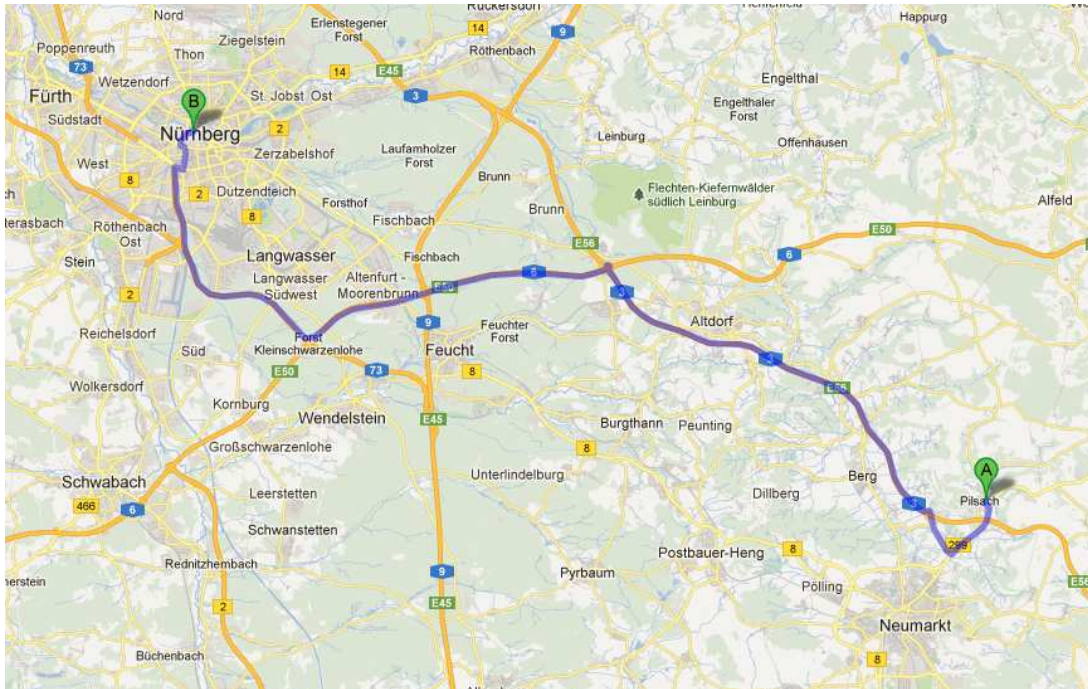 Nord
Erlenstegener
Forst
Rückersdorf
14
Happurg
Thon
Ziegelstein
9
Röthenbach
Poppenreuth
73
Wetzendorf
E45
14
3
Engelthal
Fürth
B
St. Jobst Ost
Engelthaler
Forst
Südstadt
Nürnberg
2
Leinburg
Offenhausen
West
Zerzabelshof
Laufamholzer
Forst
8
2
Dutzendteich
Brunn
Flechten-Kiefernwälder
südlich Leinburg
8
Forsthof
Fischbach
Brunn
Alfeld
terasbach
Röthenbach
Ost
E56
E50
Stein
Langwasser
Fischbach
6
2
Langwasser
Südwest
Altenfurt -
Moorenbrunn
E50
6
3
Reichelsdorf
9
Feuchter
Forst
Altdorf
Süd
Forst
Kleinschwarzenlohe
Feucht
3
Wolkersdorf
E50
73
8
E56
Kornburg
Wendelstein
E45
Burgthann
Peunting
Großschwarzenlohe
8
Schwabach
Unterlindelburg
Berg
A
466
6
Leerstetten
Dillberg
3
Pilsach
Schwanstetten
299
Rednitzhembach
9
Postbauer-Heng
8
herstein
Pyrbaum
Pölling
E56
2
E45
Neumarkt
Büchenbach
8